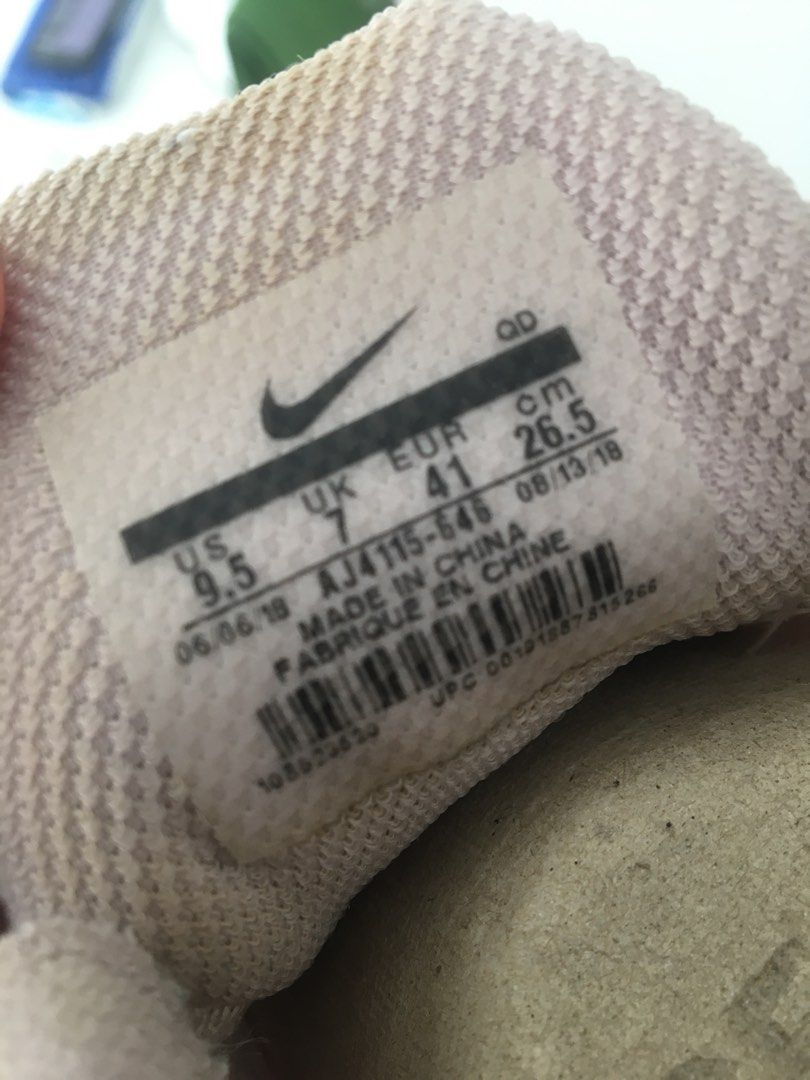 QD
US UK EUR cm
9.5 7 41 26.5
06/06/18 AJ4115-646 08/13/18
MADE IN CHINA
FABRIQUE EN CHINE
UPC